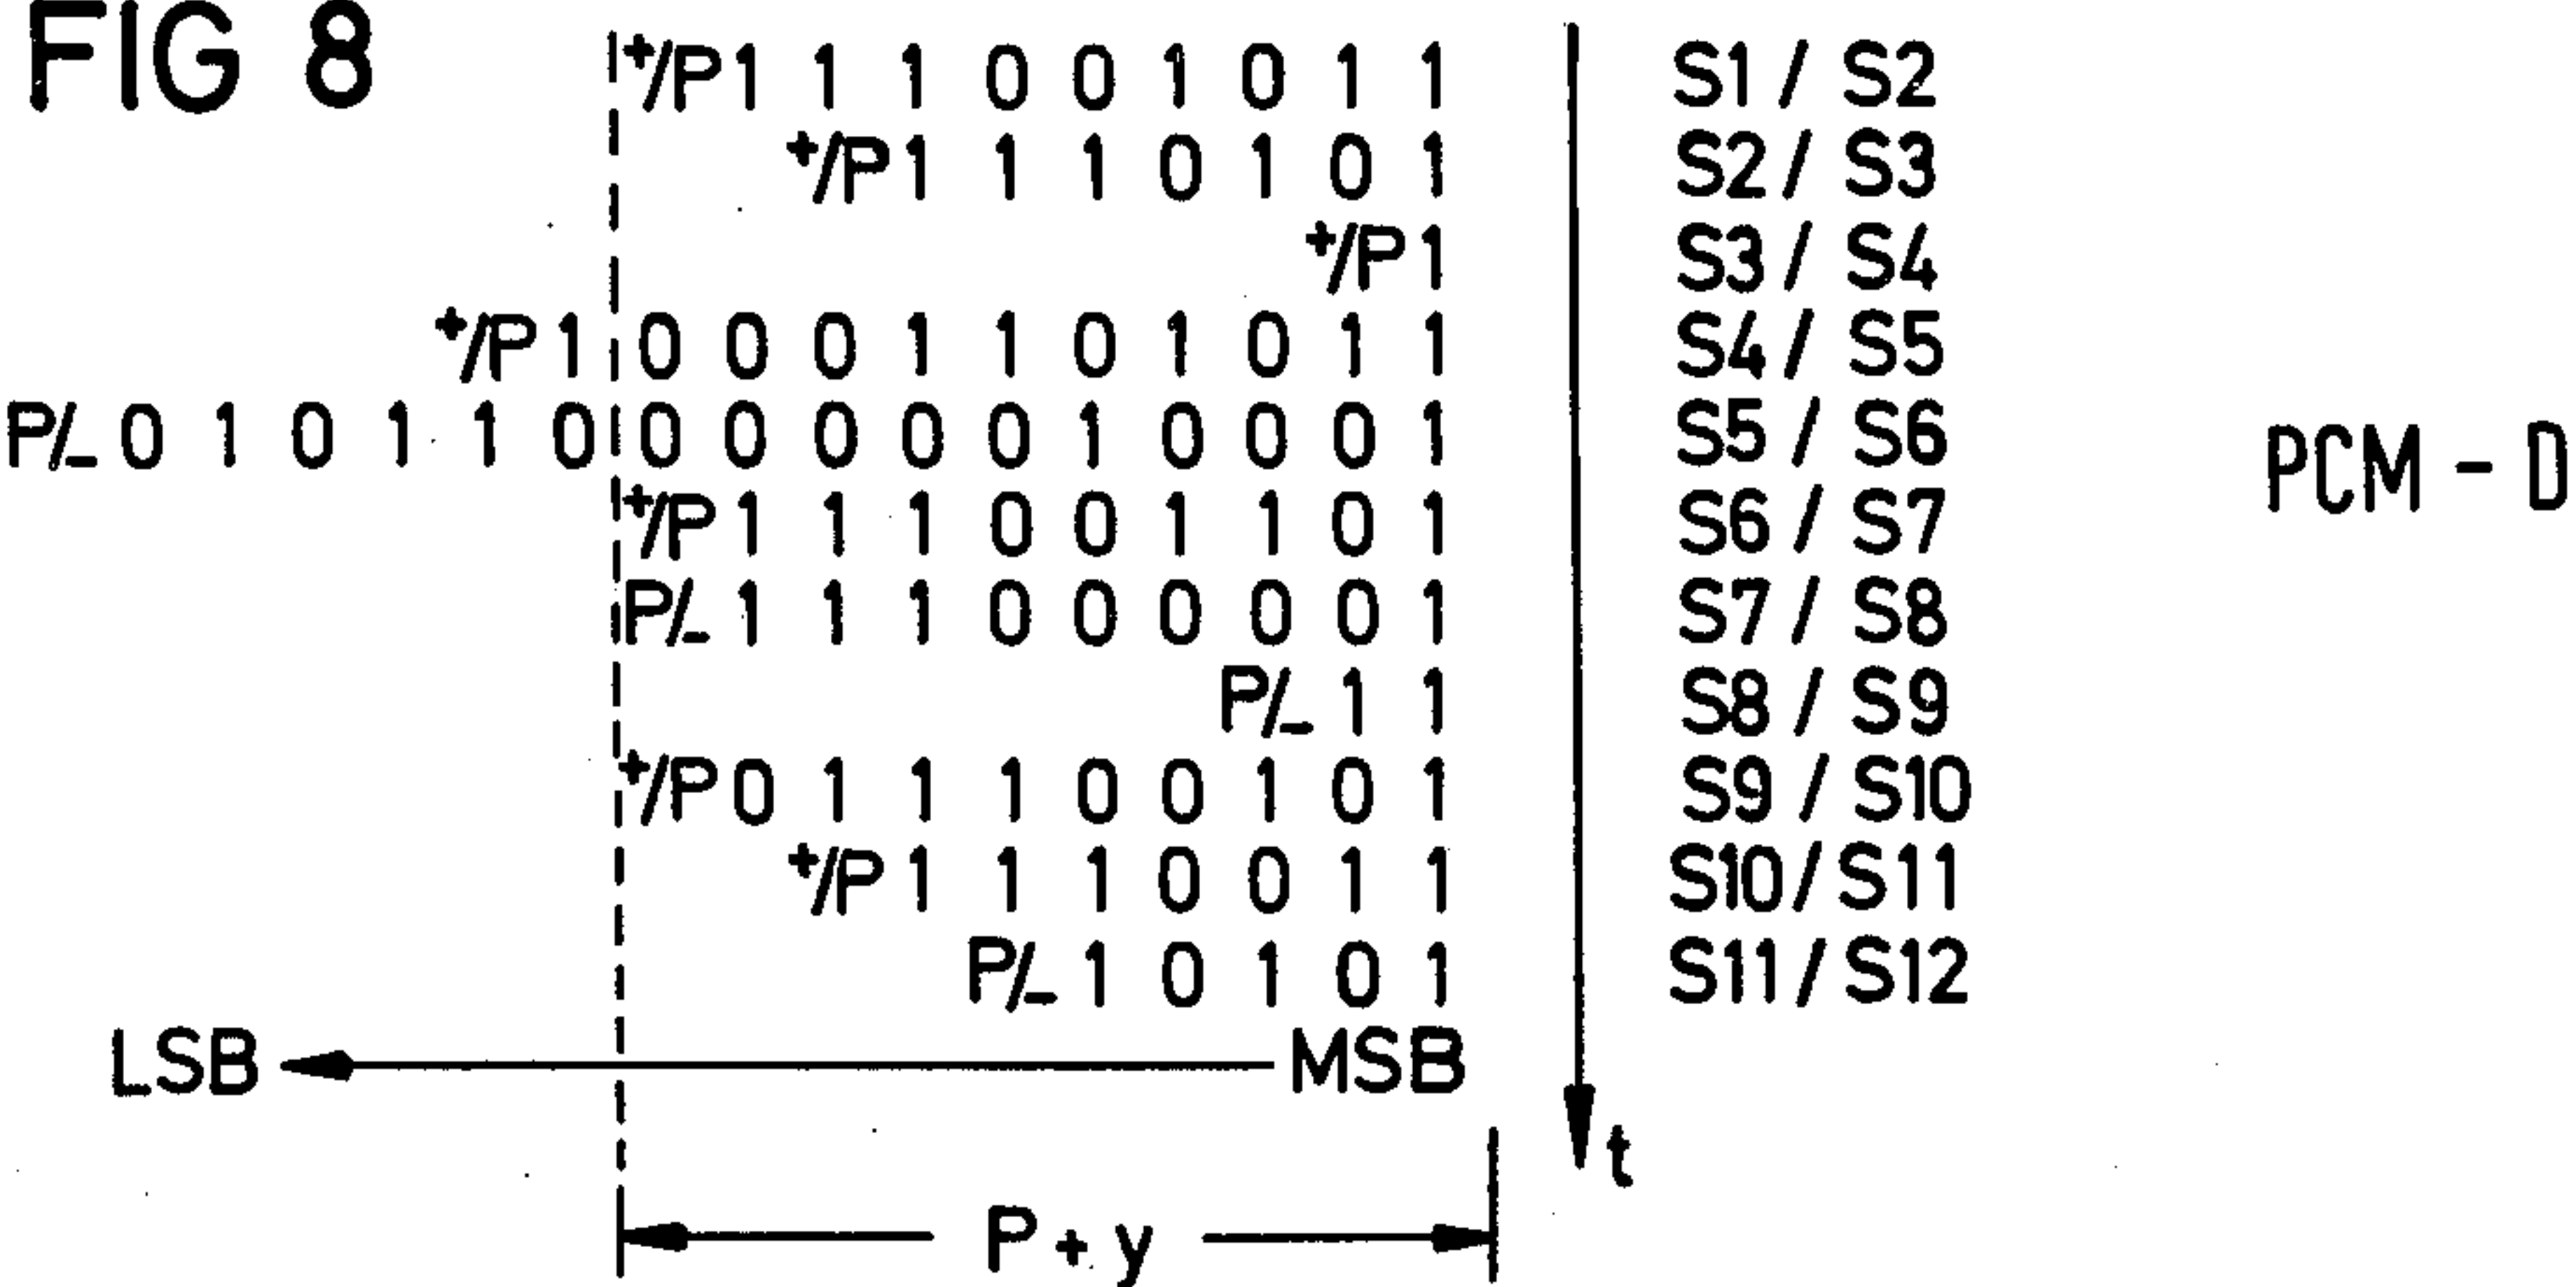 FIG 8
+/P 1 1 1 0 0 1 0 1 1 S1 / S2
+/P 1 1 1 0 1 0 1 S2 / S3
+/P 1 S3 / S4
+/P 1 0 0 0 1 1 0 1 0 1 1 S4 / S5
P/- 0 1 0 1 1 0 0 0 0 0 0 1 0 0 0 1 S5 / S6
PCM - D
+/P 1 1 1 0 0 1 1 0 1 S6 / S7
P/- 1 1 1 0 0 0 0 0 1 S7 / S8
P/- 1 1 S8 / S9
+/P 0 1 1 1 0 0 1 0 1 S9 / S10
+/P 1 1 1 0 0 1 1 S10 / S11
P/- 1 0 1 0 1 S11 / S12
LSB MSB
t
P + y